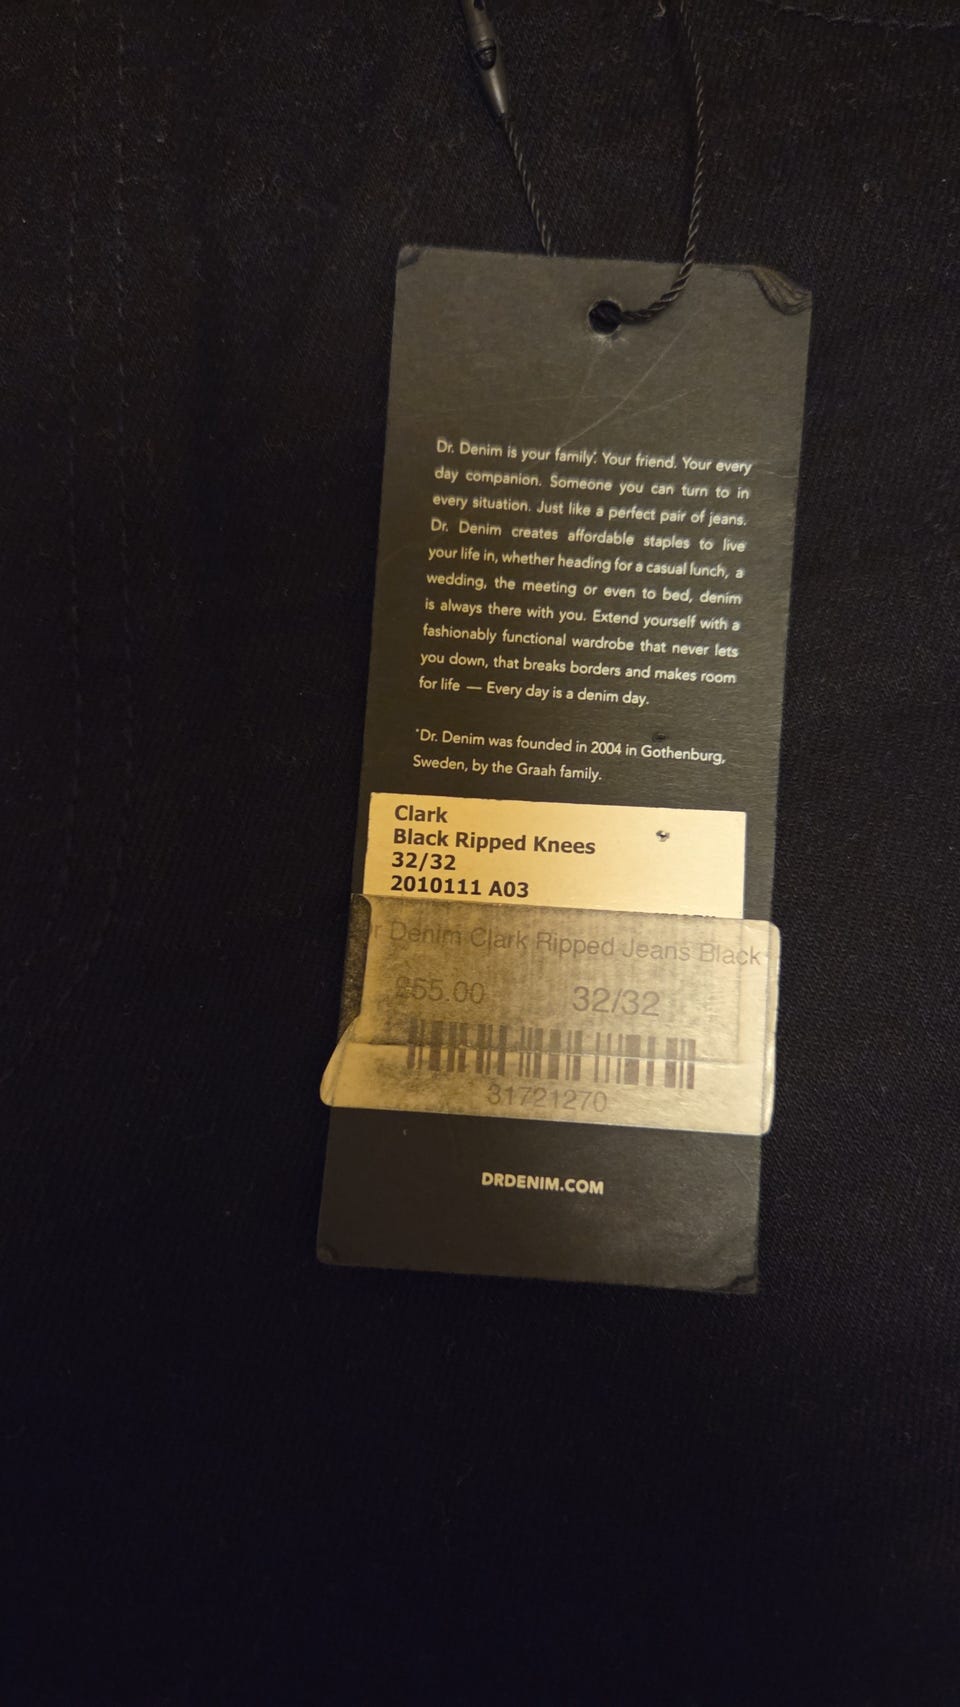 Dr. Denim is your family*. Your friend. Your every
day companion. Someone you can turn to in
every situation. Just like a perfect pair of jeans.
Dr. Denim creates affordable staples to live
your life in, whether heading for a casual lunch, a
wedding, the meeting or even to bed, denim
is always there with you. Extend yourself with a
fashionably functional wardrobe that never lets
you down, that breaks borders and makes room
for life — Every day is a denim day.
*Dr. Denim was founded in 2004 in Gothenburg,
Sweden, by the Graah family.
Clark
Black Ripped Knees
32/32
2010111 A03
Dr Denim Clark Ripped Jeans Black
£55.00 32/32
31721270
DRDENIM.COM